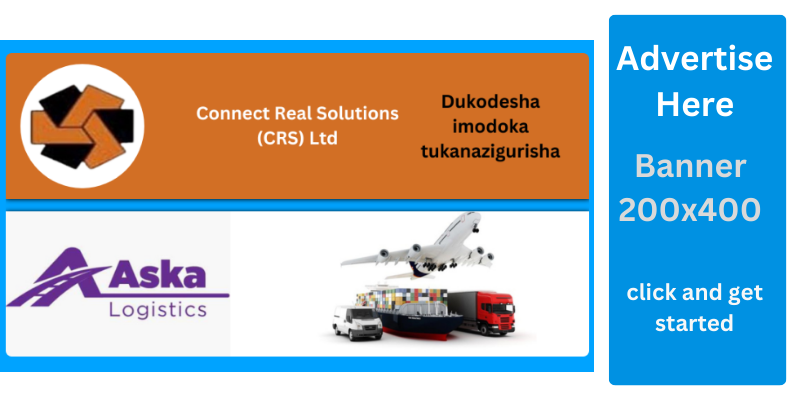 Connect Real Solutions
(CRS) Ltd
Dukodesha
imodoka
tukanazigurisha
Aska
Logistics
Advertise
Here
Banner
200x400
click and get
started